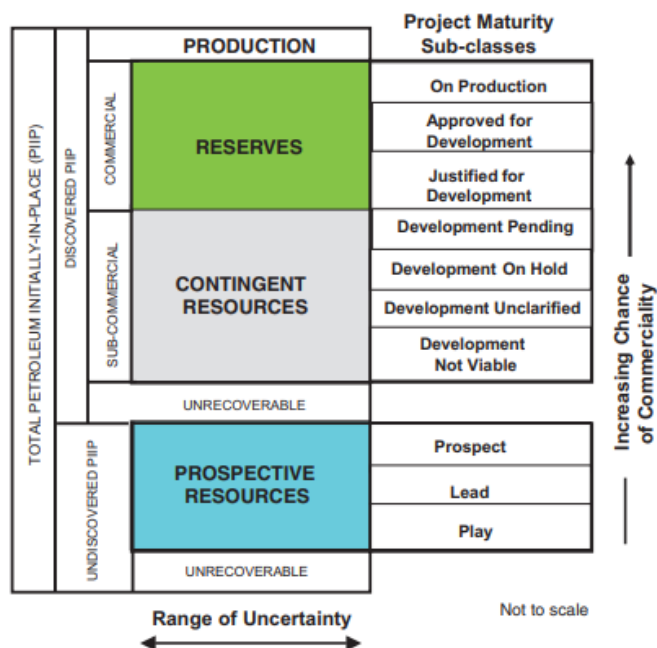 Project Maturity
Sub-classes
PRODUCTION
TOTAL PETROLEUM INITIALLY-IN-PLACE (PIIP)
DISCOVERED PIIP
COMMERCIAL
RESERVES
On Production
Approved for
Development
Justified for
Development
SUB-COMMERCIAL
CONTINGENT
RESOURCES
Development Pending
Development On Hold
Development Unclarified
Development
Not Viable
UNRECOVERABLE
UNDISCOVERED PIIP
PROSPECTIVE
RESOURCES
Prospect
Lead
Play
UNRECOVERABLE
Increasing Chance
of Commerciality
Range of Uncertainty
Not to scale